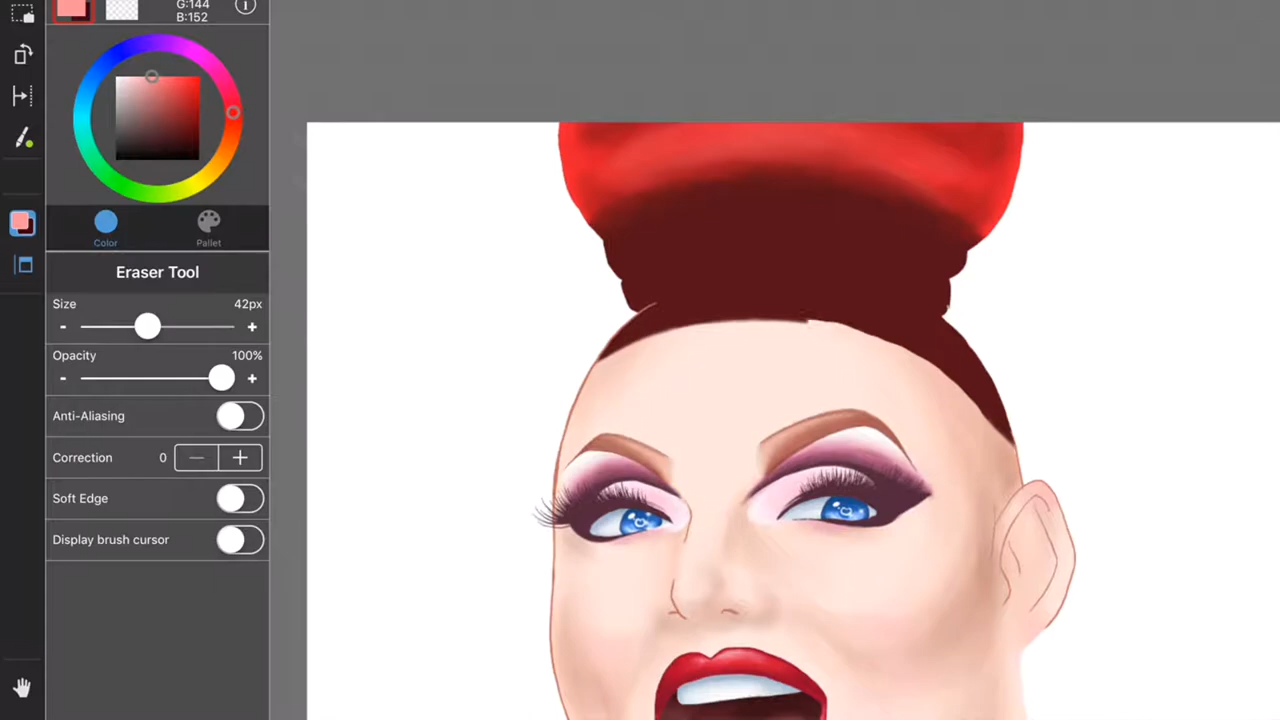 G:144
B:152
Color
Pallet
Eraser Tool
Size 42px
- +
Opacity 100%
- +
Anti-Aliasing
Correction 0 — +
Soft Edge
Display brush cursor